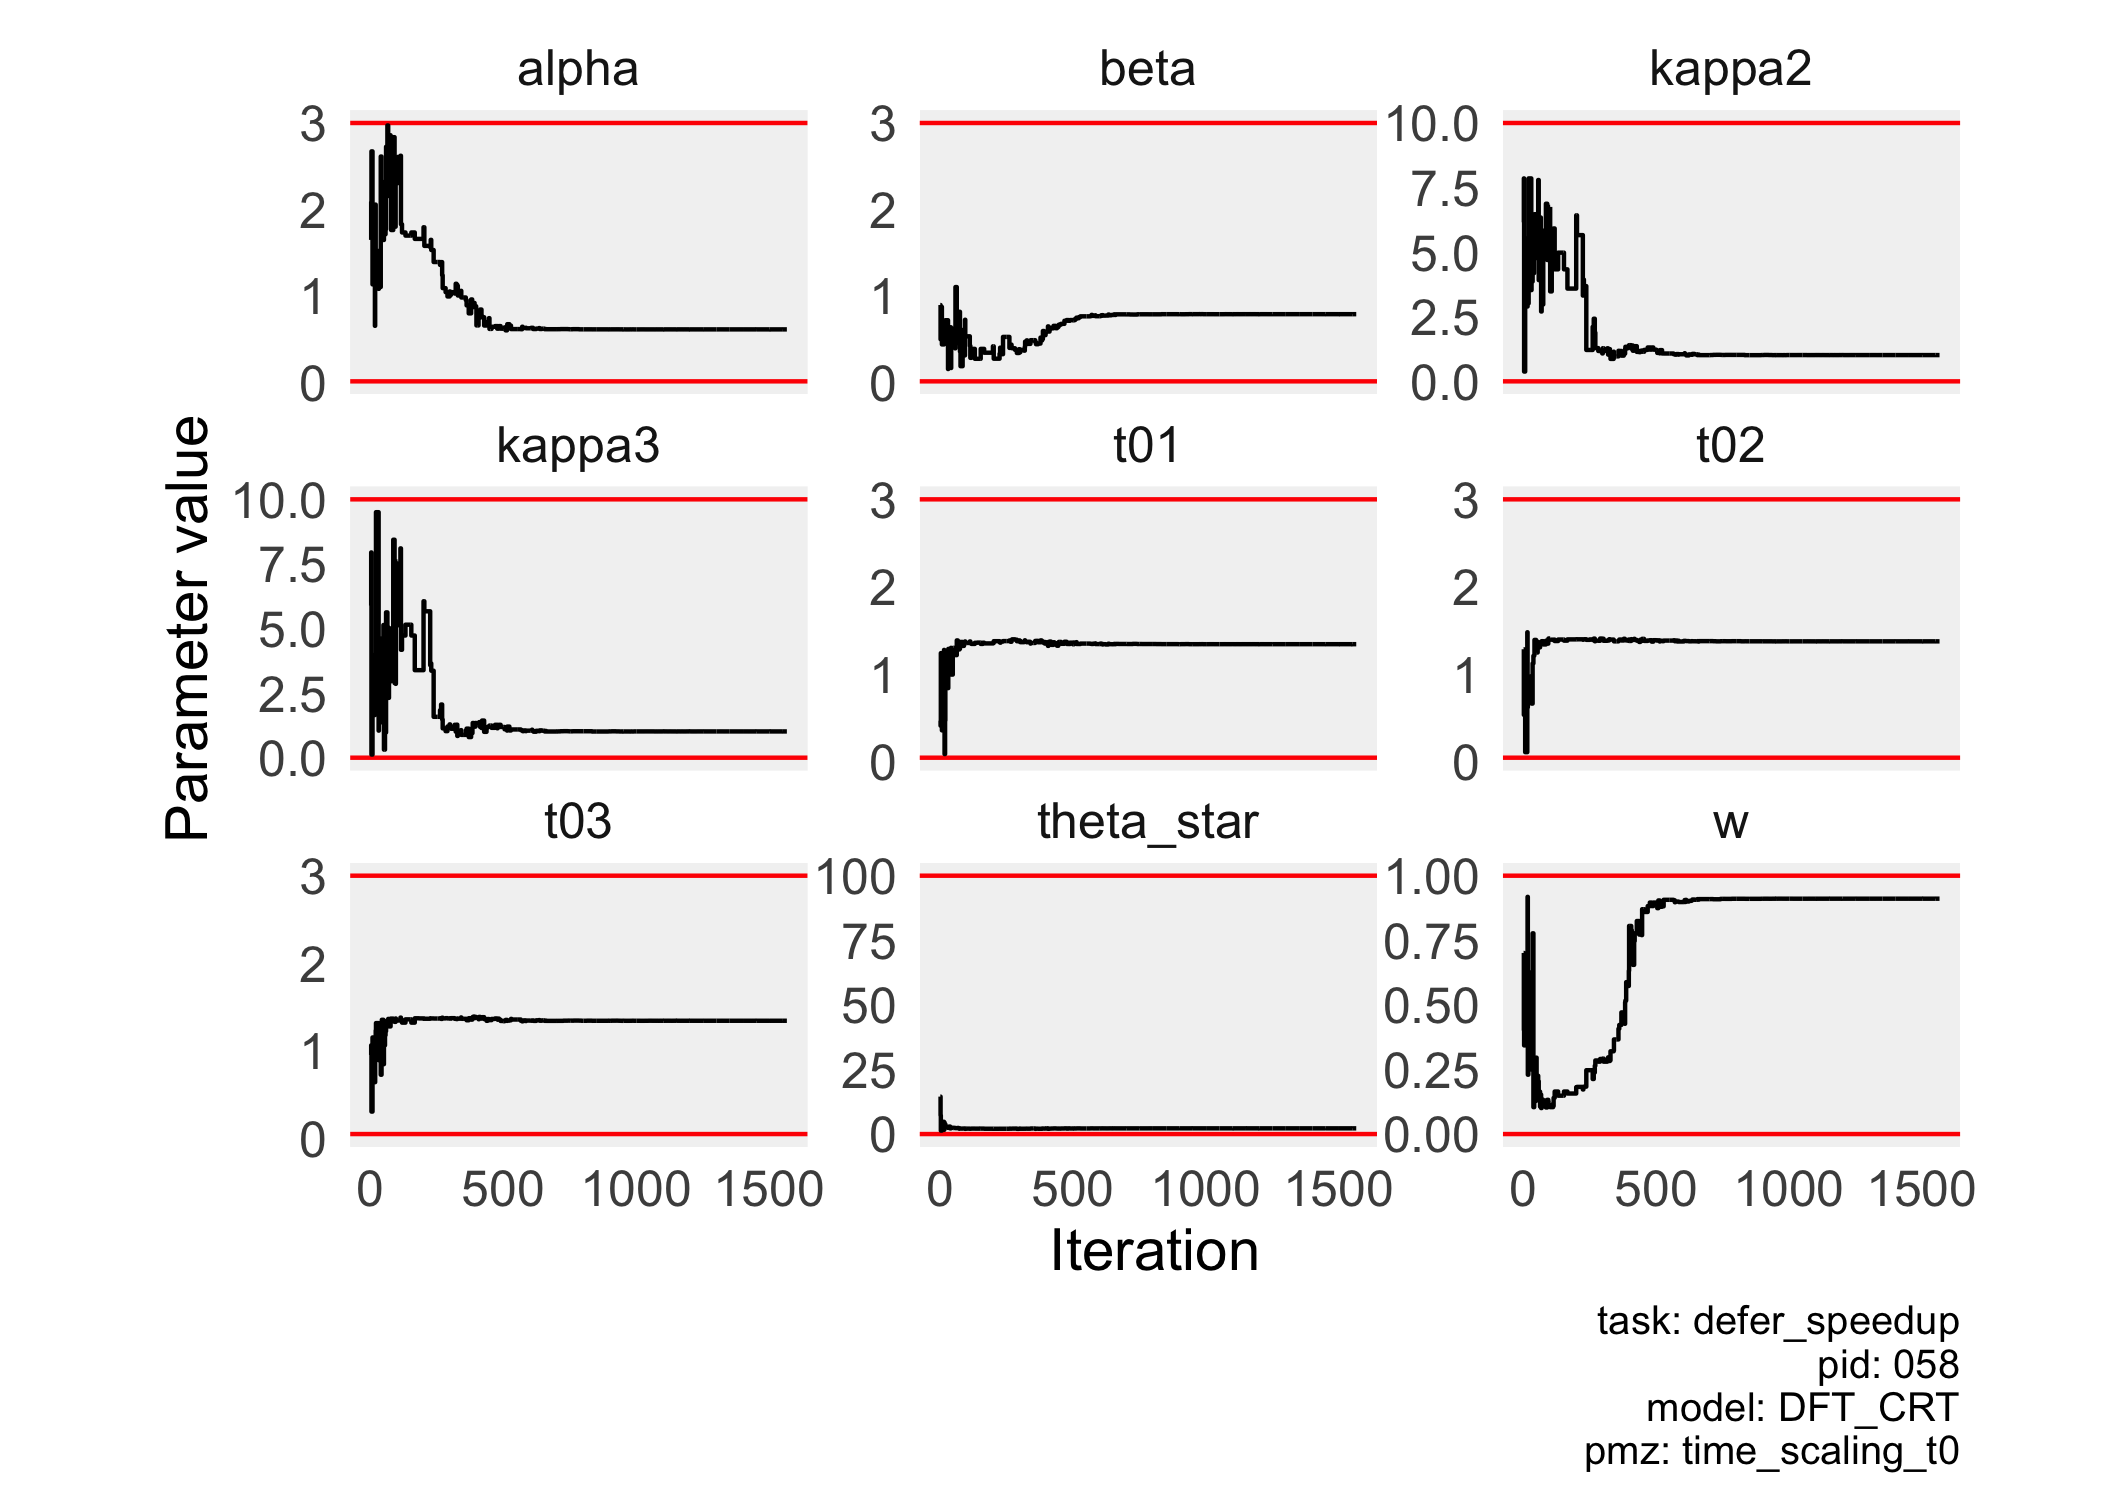 alpha beta kappa2
3 3 10.0
2 2 7.5
5.0
1 1 2.5
0 0 0.0
kappa3 t01 t02
10.0 3 3
7.5 2 2
5.0
2.5 1 1
0.0 0 0
t03 theta_star w
3 100 1.00
2 75 0.75
50 0.50
1 25 0.25
0 0 0.00
0 500 1000 1500 0 500 1000 1500 0 500 1000 1500
Parameter value
Iteration
task: defer_speedup
pid: 058
model: DFT_CRT
pmz: time_scaling_t0